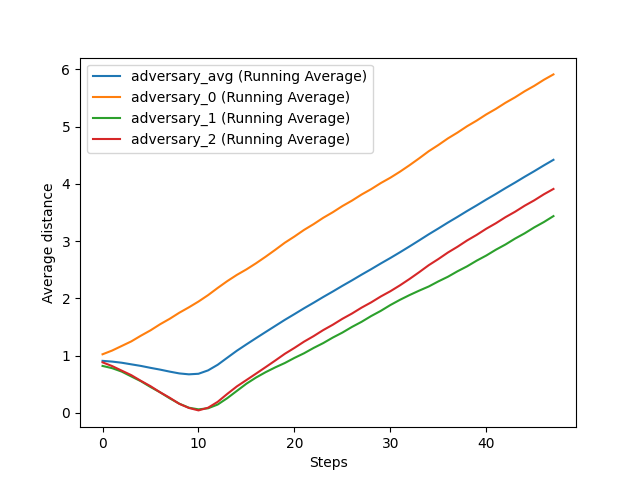 adversary_avg (Running Average)
adversary_0 (Running Average)
adversary_1 (Running Average)
adversary_2 (Running Average)
Average distance
6
5
4
3
2
1
0
0 10 20 30 40
Steps